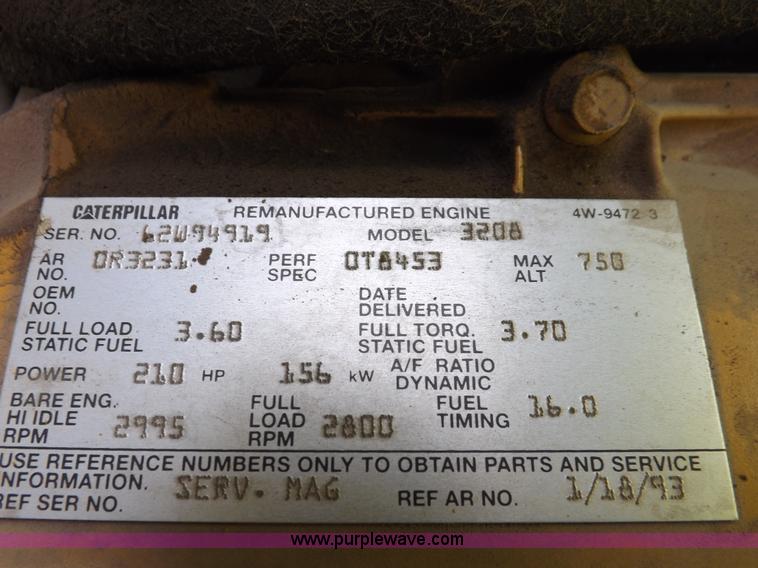 CATERPILLAR REMANUFACTURED ENGINE 4W-9472 3
SER. NO. 62W94919 MODEL 3208
AR NO. 0R3231 PERF SPEC 0T8453 MAX ALT 750
OEM NO. DATE DELIVERED
FULL LOAD STATIC FUEL 3.60 FULL TORQ. STATIC FUEL 3.70
POWER 210 HP 156 kW A/F RATIO DYNAMIC
BARE ENG. HI IDLE RPM 2995 FULL LOAD RPM 2800 FUEL TIMING 16.0
USE REFERENCE NUMBERS ONLY TO OBTAIN PARTS AND SERVICE
INFORMATION. SERV. MAG
REF SER NO. REF AR NO. 1/18/93
www.purplewave.com